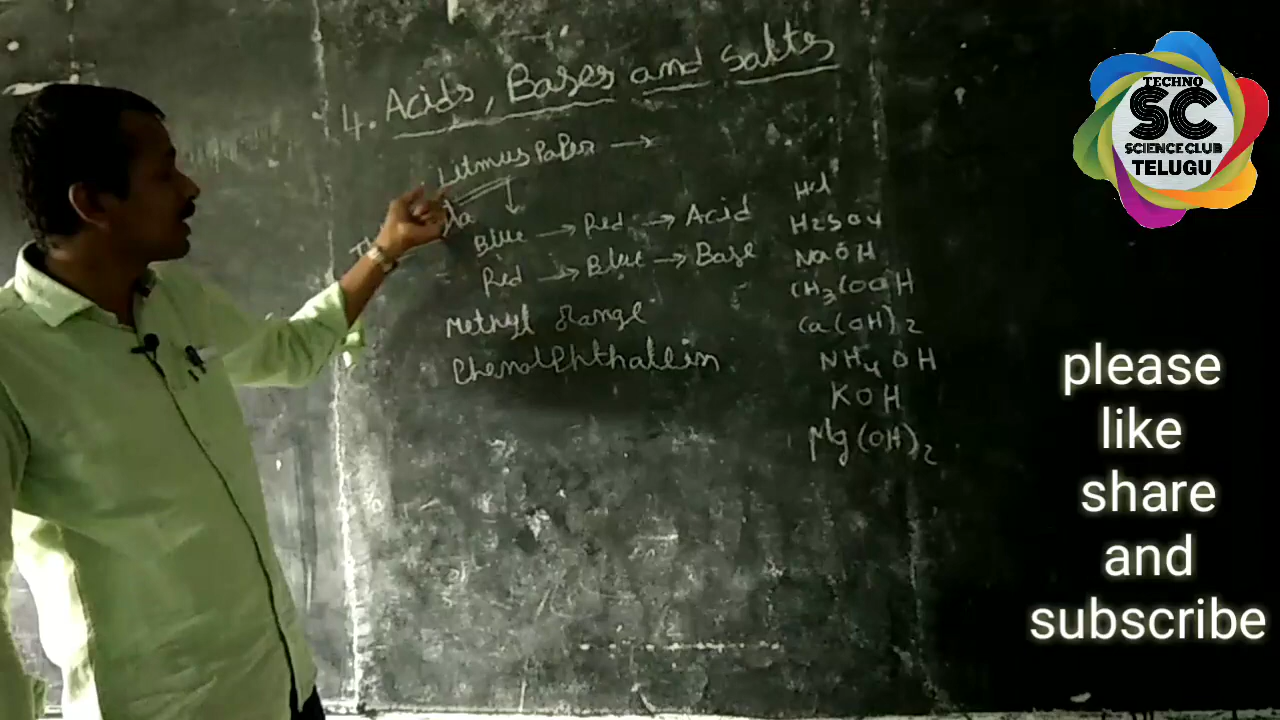 4. Acids, Bases and Salts
Litmus Paper →
Blue → Red → Acid
Red → Blue → Base
Methyl Orange
Phenolphthallein
Hcl
H2SO4
NaOH
CH3COOH
Ca(OH)2
NH4OH
KOH
Mg(OH)2
TECHNO
SC
SCIENCE CLUB
TELUGU
please
like
share
and
subscribe